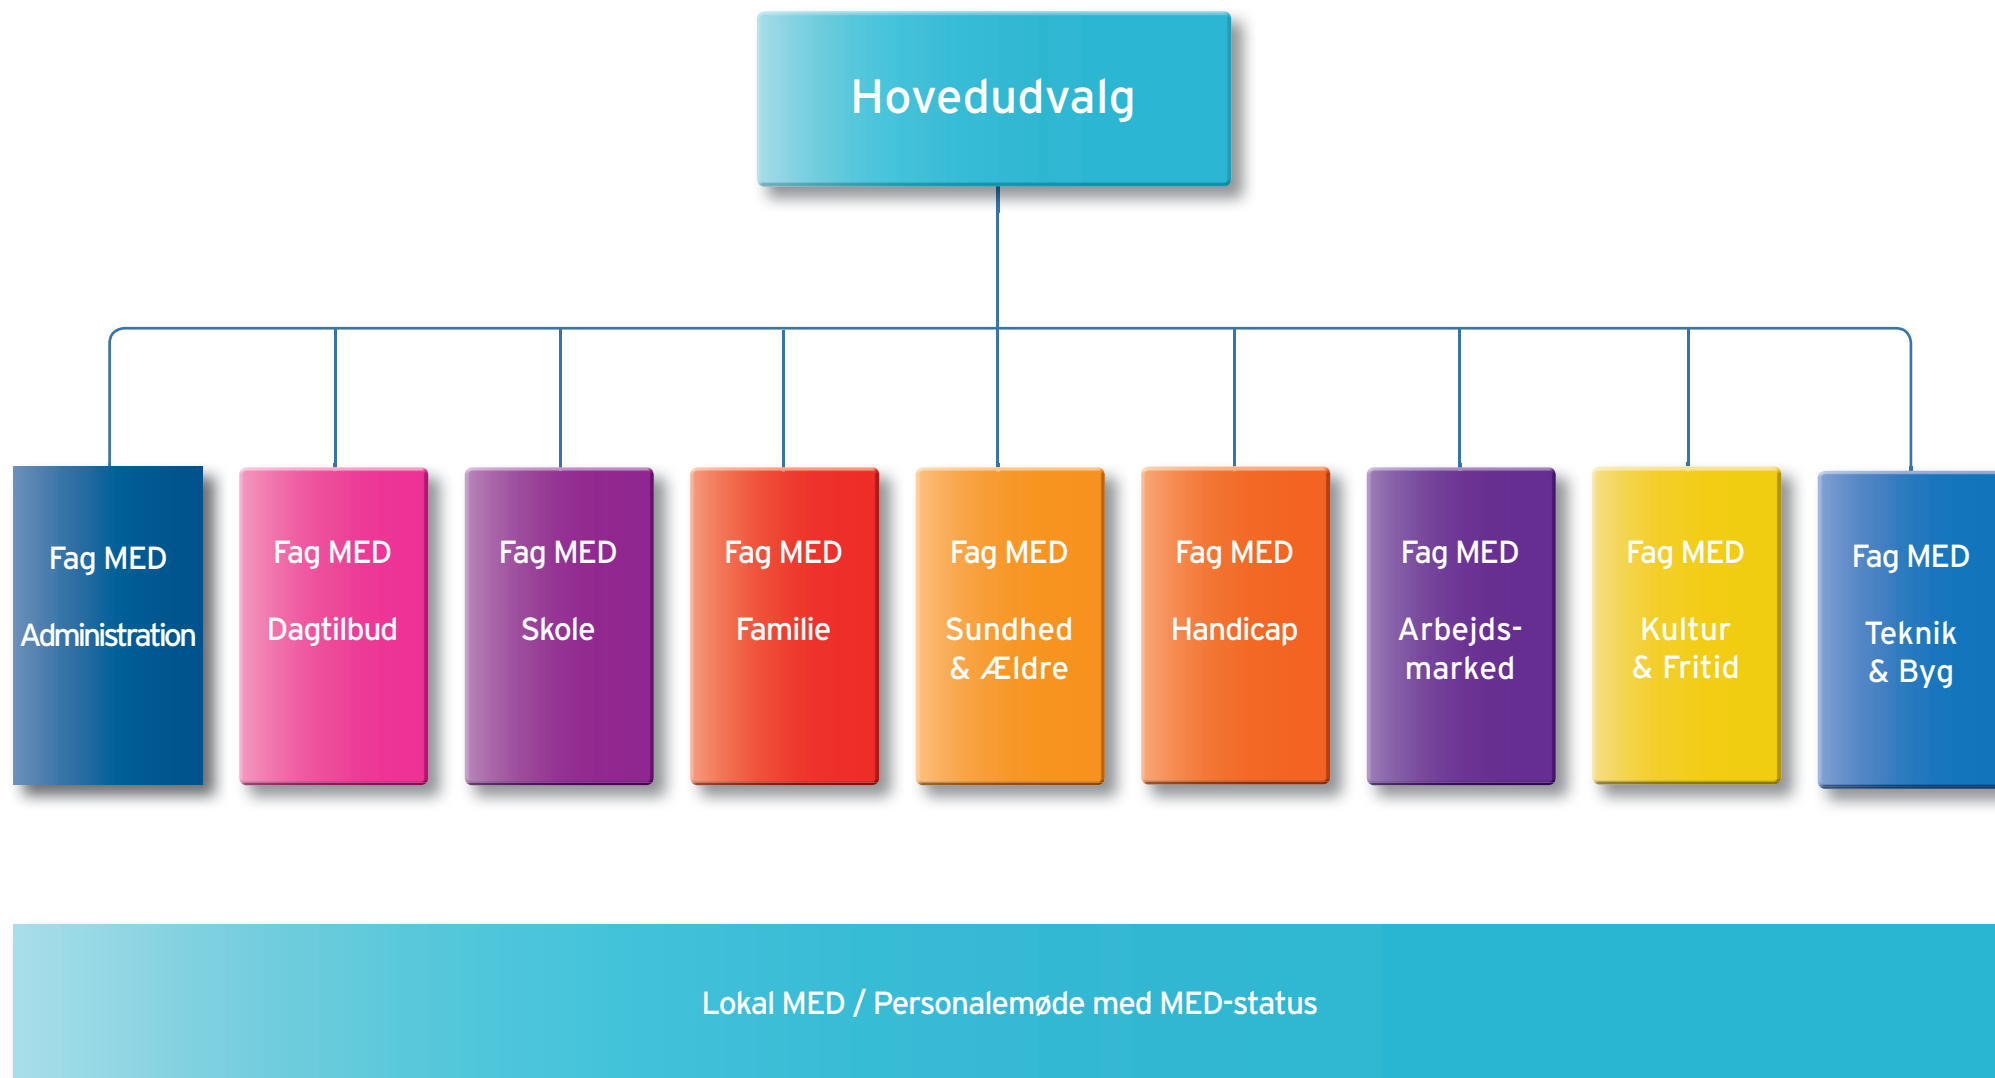 Hovedudvalg
Fag MED
Administration
Fag MED
Dagtilbud
Fag MED
Skole
Fag MED
Familie
Fag MED
Sundhed
& Ældre
Fag MED
Handicap
Fag MED
Arbejds-
marked
Fag MED
Kultur
& Fritid
Fag MED
Teknik
& Byg
Lokal MED / Personalemøde med MED-status